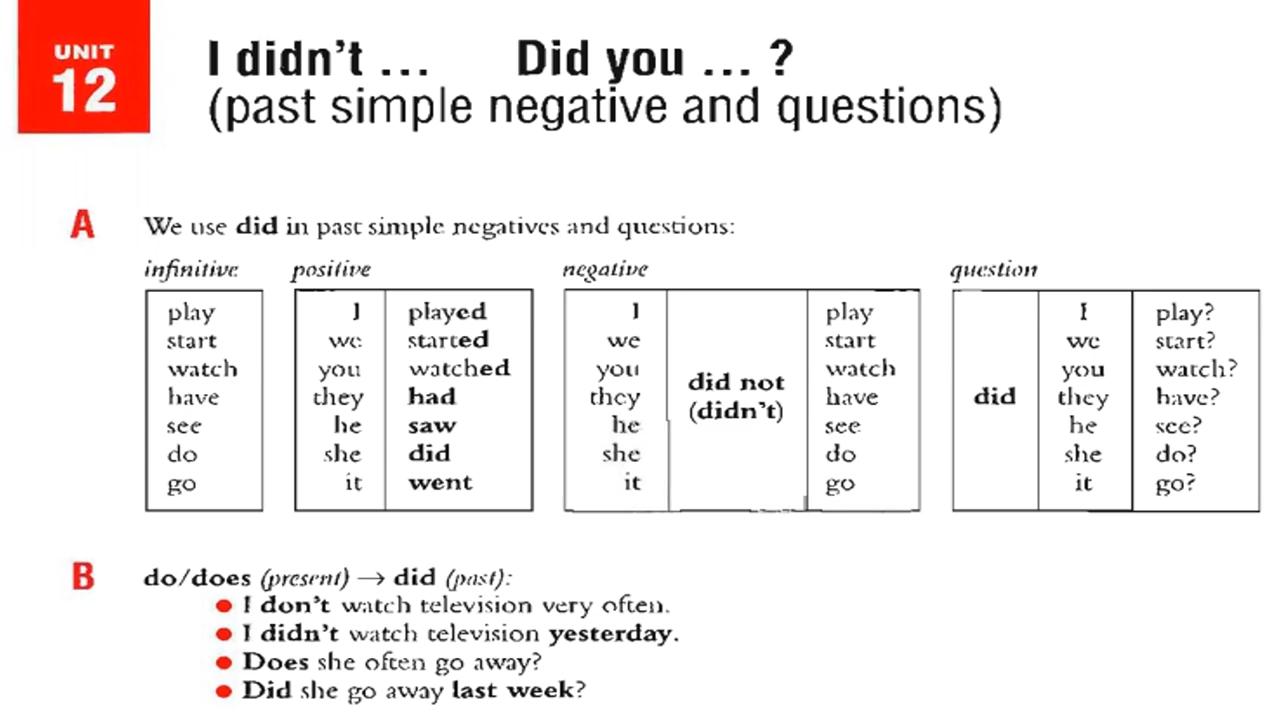 UNIT
12
I didn't ... Did you ... ?
(past simple negative and questions)
A We use did in past simple negatives and questions:
infinitive positive negative question
play I played I play I play?
start we started we start we start?
watch you watched you watch you watch?
did not
have they had they have did they have?
(didn't)
see he saw he see he see?
do she did she do she do?
go it went it go it go?
B do/does (present) → did (past):
● I don't watch television very often.
● I didn't watch television yesterday.
● Does she often go away?
● Did she go away last week?